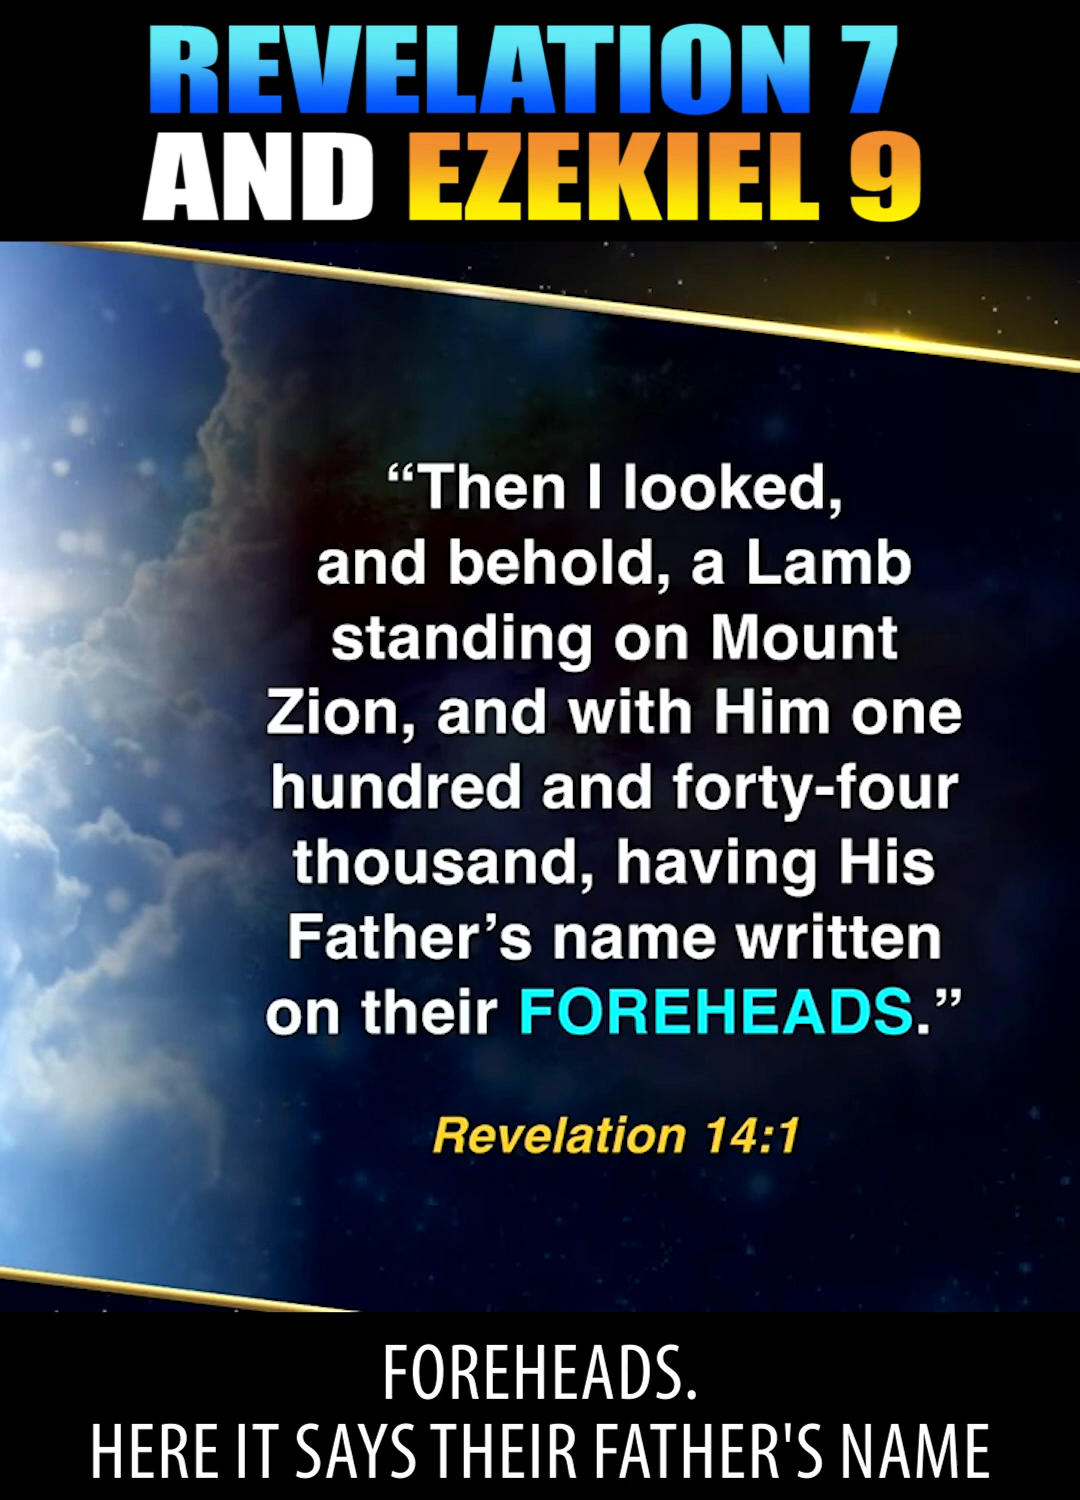 REVELATION 7
AND EZEKIEL 9
“Then I looked,
and behold, a Lamb
standing on Mount
Zion, and with Him one
hundred and forty-four
thousand, having His
Father’s name written
on their FOREHEADS.”
Revelation 14:1
FOREHEADS.
HERE IT SAYS THEIR FATHER'S NAME